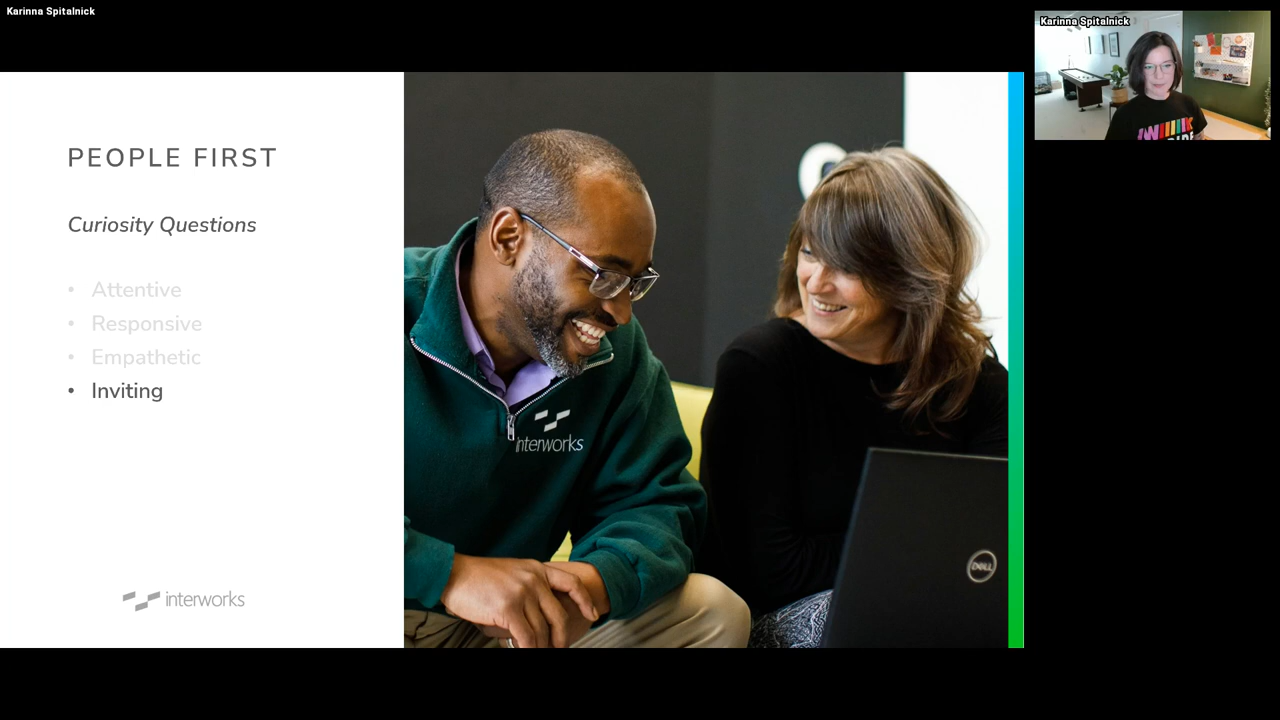 Karinna Spitalnick
Karinna Spitalnick
PEOPLE FIRST
Curiosity Questions
• Attentive
• Responsive
• Empathetic
• Inviting
interworks
interworks
DELL